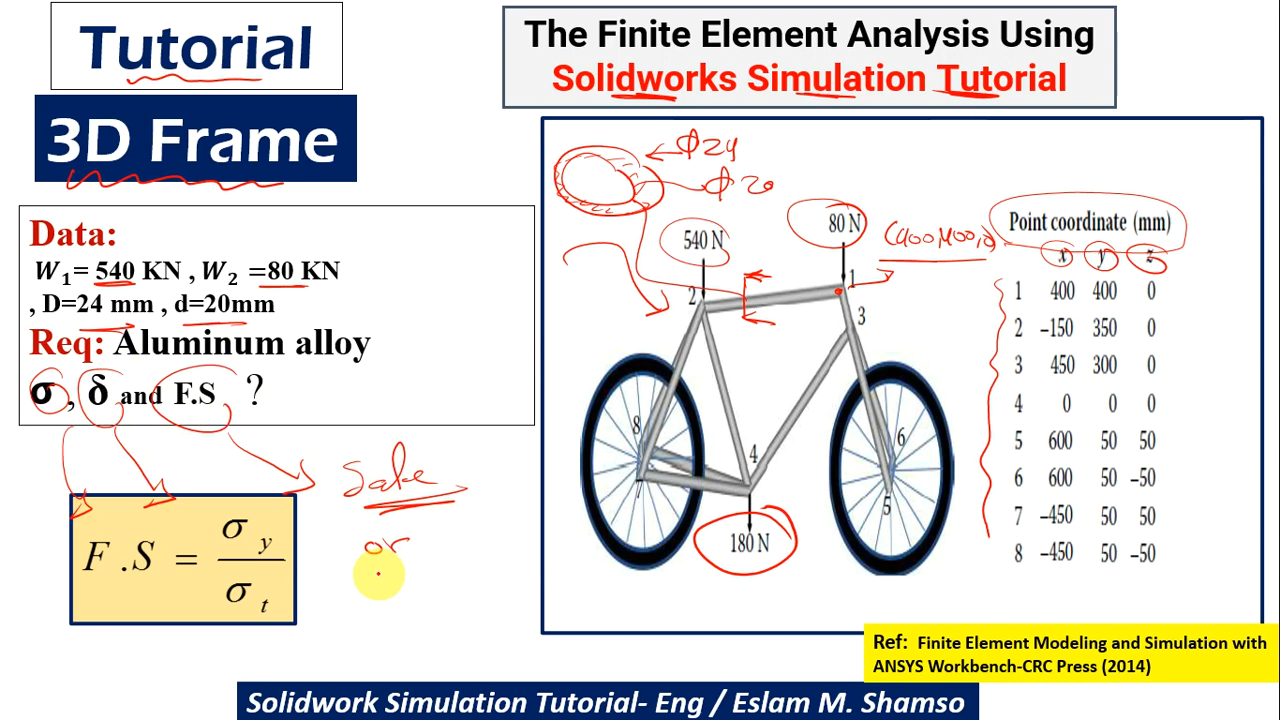 Tutorial
3D Frame
The Finite Element Analysis Using
Solidworks Simulation Tutorial
Data:
W₁= 540 KN , W₂ =80 KN
, D=24 mm , d=20mm
Req: Aluminum alloy
σ , δ and F.S ?
F.S = σy / σt
Safe
or
Φ24
Φ20
540 N
80 N
(400,400,0)
1
2
3
4
5
6
7
8
180 N
Point coordinate (mm)
x y z
1 400 400 0
2 –150 350 0
3 450 300 0
4 0 0 0
5 600 50 50
6 600 50 –50
7 –450 50 50
8 –450 50 –50
Ref: Finite Element Modeling and Simulation with
ANSYS Workbench-CRC Press (2014)
Solidwork Simulation Tutorial- Eng / Eslam M. Shamso